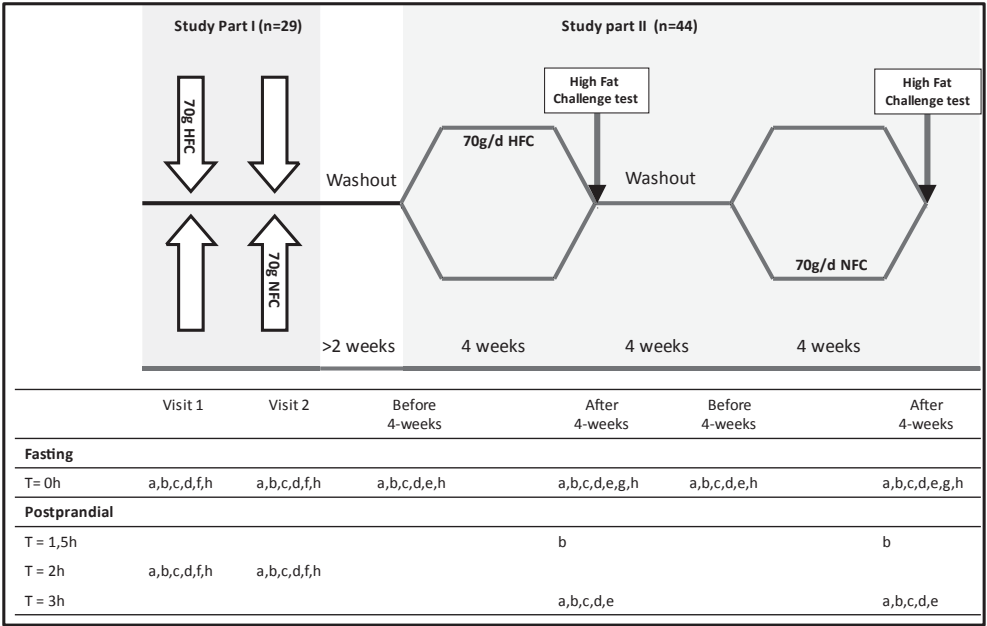 Study Part I (n=29)
Study part II (n=44)
High Fat
Challenge test
High Fat
Challenge test
70g HFC
70g/d HFC
Washout
Washout
70g NFC
70g/d NFC
>2 weeks
4 weeks
4 weeks
4 weeks
Visit 1 Visit 2 Before After Before After
4-weeks 4-weeks 4-weeks 4-weeks
Fasting
T= 0h a,b,c,d,f,h a,b,c,d,f,h a,b,c,d,e,h a,b,c,d,e,g,h a,b,c,d,e,h a,b,c,d,e,g,h
Postprandial
T = 1,5h b b
T = 2h a,b,c,d,f,h a,b,c,d,f,h
T = 3h a,b,c,d,e a,b,c,d,e